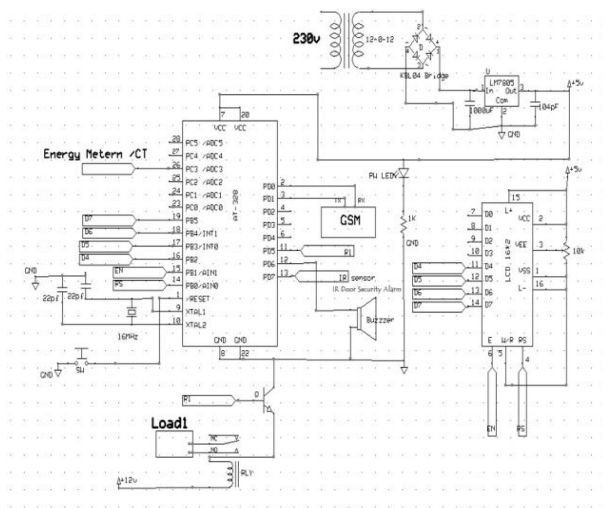 230v
12-0-12
D
KBL04 Bridge
U
LM7805
In Out
Com
1
3
2
1000uF
104pF
GND
+5v
7 20
VCC VCC
Energy Metern /CT
28 PC5 /ADC5
27 PC4 /ADC4
26 PC3 /ADC3
25 PC2 /ADC2
24 PC1 /ADC1
23 PC0 /ADC0
D7 19 PB5
D6 18 PB4/INT1
D5 17 PB3/INT0
D4 16 PB2
EN 15 PB1/AIN1
RS 14 PB0/AIN0
1 /RESET
9 XTAL1
10 XTAL2
AT-328
PD0 2
PD1 3
PD2 4
PD3 5
PD4 6
PD5 11
PD6 12
PD7 13
TX RX
GSM
R1
IR sensor
IR Door Security Alarm
Buzzzer
PW LED
1K
GND
GND
22pf 22pf
16MHz
GND
SW
GND GND
8 22
R1
Q
Load1
NC
NO
RLY
+12v
+5v
15
L+
7 D0
8 D1
9 D2
10 D3
D4 11 D4
D5 12 D5
D6 13 D6
D7 14 D7
LCD 16x2
VCC 2
VEE 3
VSS 1
L- 16
10k
E W/R RS
6 5 4
EN RS